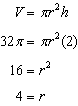 V = πr²h
32π = πr²(2)
16 = r²
4 = r